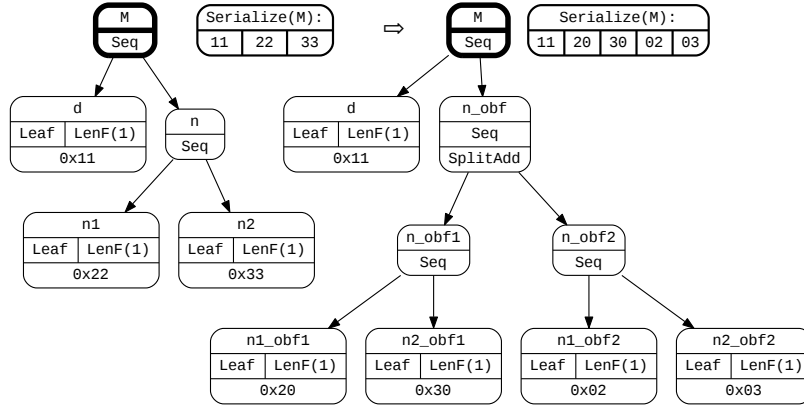 M
Seq
Serialize(M):
11 22 33
⇨
M
Seq
Serialize(M):
11 20 30 02 03
d
Leaf LenF(1)
0x11
n
Seq
d
Leaf LenF(1)
0x11
n_obf
Seq
SplitAdd
n1
Leaf LenF(1)
0x22
n2
Leaf LenF(1)
0x33
n_obf1
Seq
n_obf2
Seq
n1_obf1
Leaf LenF(1)
0x20
n2_obf1
Leaf LenF(1)
0x30
n1_obf2
Leaf LenF(1)
0x02
n2_obf2
Leaf LenF(1)
0x03